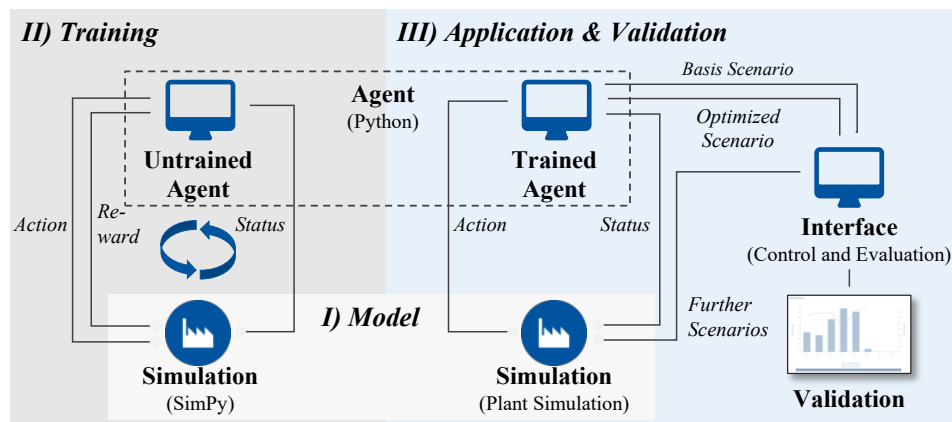 II) Training
III) Application & Validation
Basis Scenario
Agent
(Python)
Optimized
Scenario
Untrained
Agent
Trained
Agent
Action
Re-
ward
Status
Action
Status
Interface
(Control and Evaluation)
I) Model
Further
Scenarios
Simulation
(SimPy)
Simulation
(Plant Simulation)
Validation